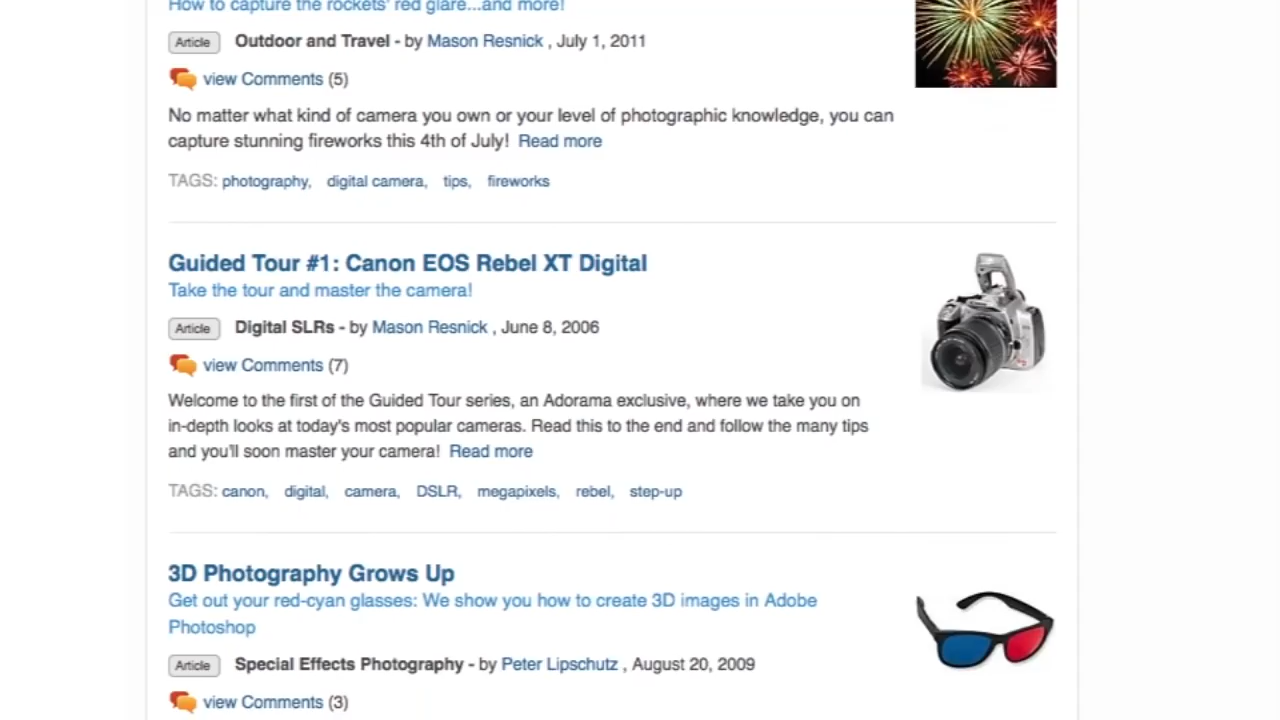 How to capture the rockets' red glare...and more!
Article Outdoor and Travel - by Mason Resnick , July 1, 2011
view Comments (5)
No matter what kind of camera you own or your level of photographic knowledge, you can
capture stunning fireworks this 4th of July! Read more
TAGS: photography, digital camera, tips, fireworks
Guided Tour #1: Canon EOS Rebel XT Digital
Take the tour and master the camera!
Article Digital SLRs - by Mason Resnick , June 8, 2006
view Comments (7)
Welcome to the first of the Guided Tour series, an Adorama exclusive, where we take you on
in-depth looks at today's most popular cameras. Read this to the end and follow the many tips
and you'll soon master your camera! Read more
TAGS: canon, digital, camera, DSLR, megapixels, rebel, step-up
3D Photography Grows Up
Get out your red-cyan glasses: We show you how to create 3D images in Adobe
Photoshop
Article Special Effects Photography - by Peter Lipschutz , August 20, 2009
view Comments (3)